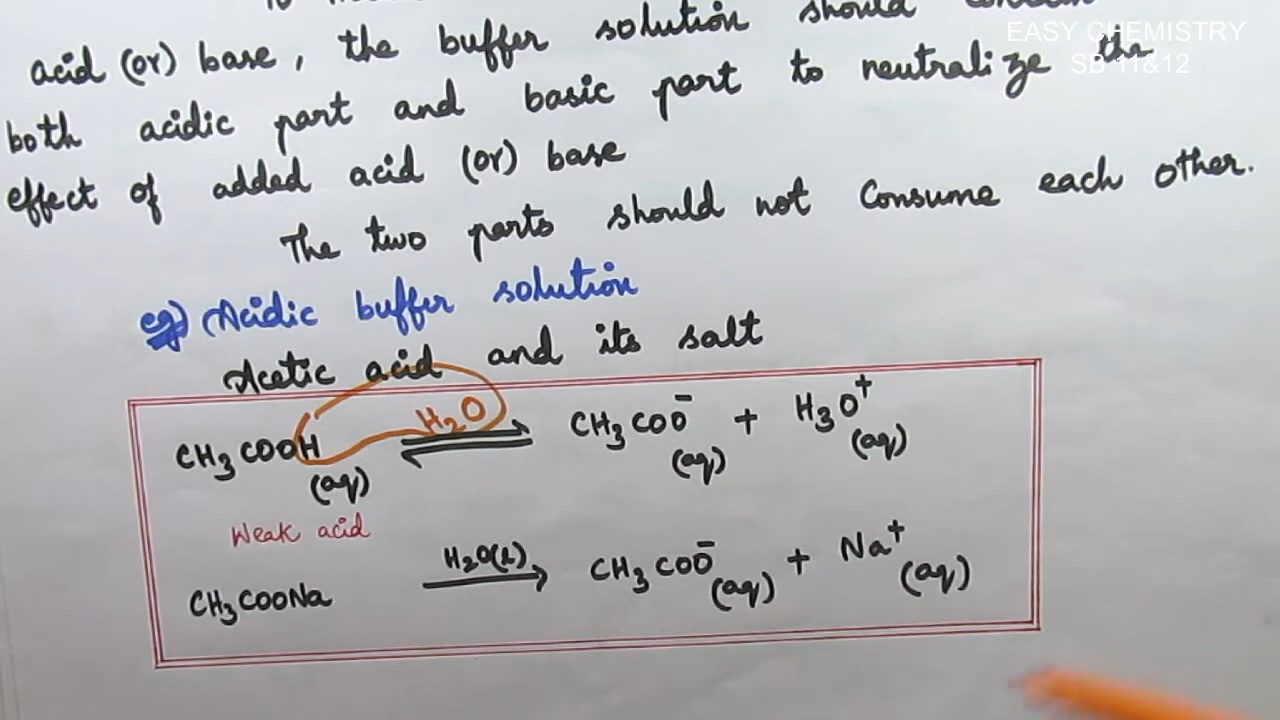 EASY CHEMISTRY
SB 11&12
acid (or) base, the buffer solution should
both acidic part and basic part to neutralize the
effect of added acid (or) base
The two parts should not consume each other.
eg) Acidic buffer solution
Acetic acid and its salt
CH₃COOH (aq) H₂O ⇌ CH₃COO⁻ (aq) + H₃O⁺ (aq)
Weak acid
CH₃COONa H₂O(l) → CH₃COO⁻ (aq) + Na⁺ (aq)